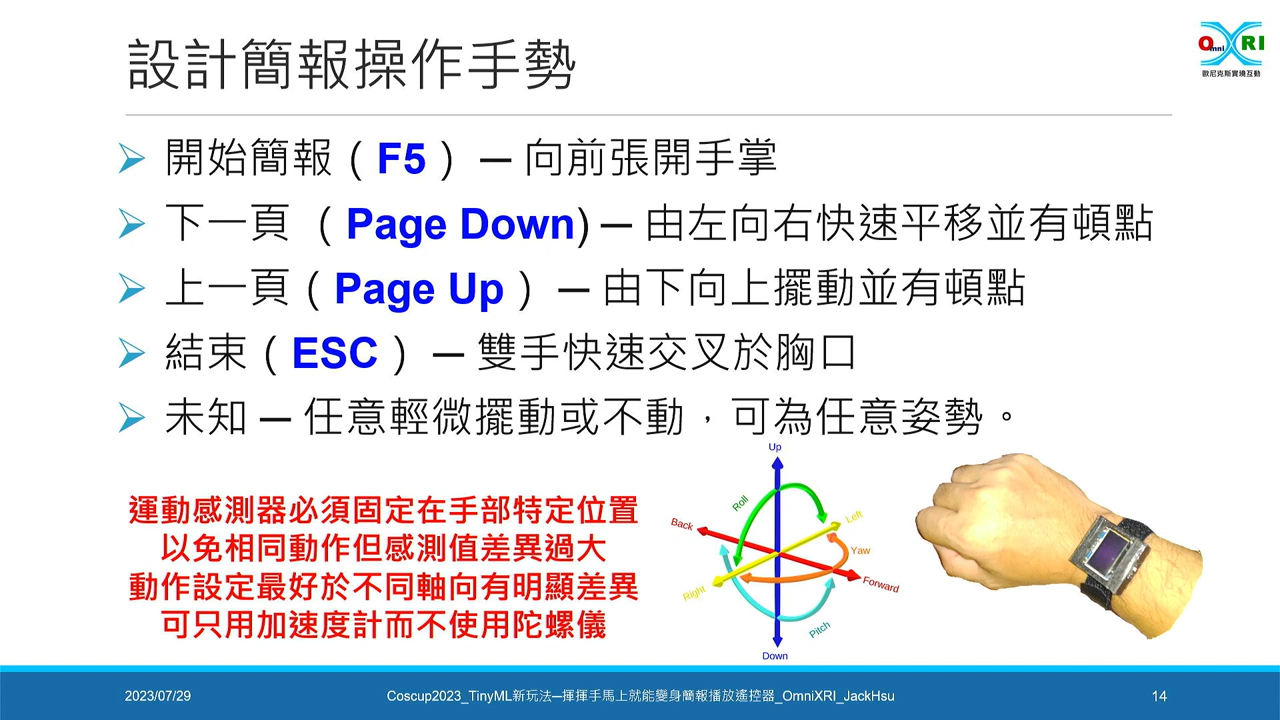 設計簡報操作手勢
Omni XRI
歐尼克斯實境互動
開始簡報（F5） ─ 向前張開手掌
下一頁 （Page Down) ─ 由左向右快速平移並有頓點
上一頁（Page Up） ─ 由下向上擺動並有頓點
結束（ESC） ─ 雙手快速交叉於胸口
未知 ─ 任意輕微擺動或不動，可為任意姿勢。
運動感測器必須固定在手部特定位置
以免相同動作但感測值差異過大
動作設定最好於不同軸向有明顯差異
可只用加速度計而不使用陀螺儀
Up
Roll
Left
Back
Yaw
Forward
Right
Pitch
Down
2023/07/29
Coscup2023_TinyML新玩法─揮揮手馬上就能變身簡報播放遙控器_OmniXRI_JackHsu
14